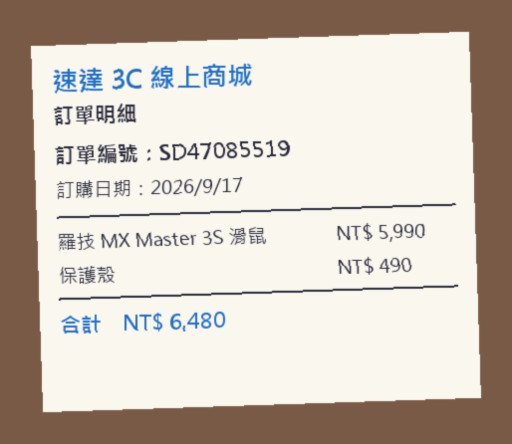 速達 3C 線上商城
訂單明細
訂單編號：SD47085519
訂購日期：2026/9/17
羅技 MX Master 3S 滑鼠 NT$ 5,990
保護殼 NT$ 490
合計 NT$ 6,480